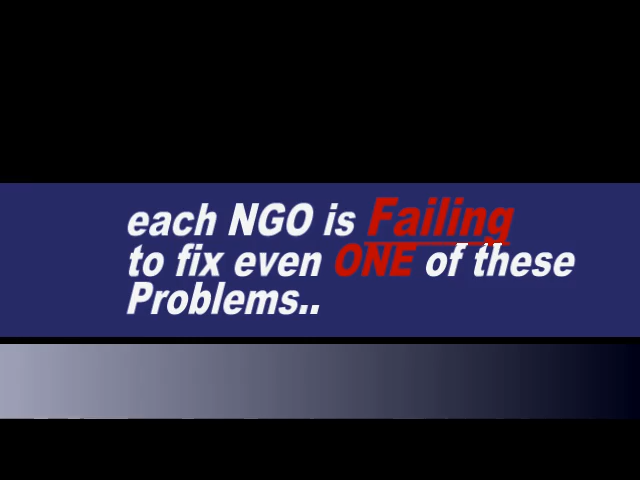 each NGO is Failing
to fix even ONE of these
Problems..